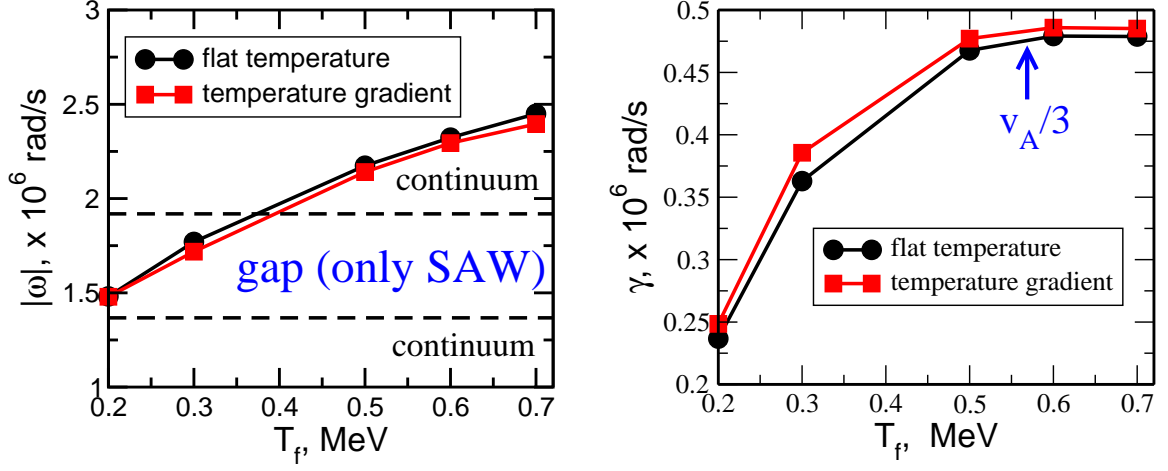 3
2.5
2
1.5
1
|ω|, x 10^6 rad/s
flat temperature
temperature gradient
continuum
gap (only SAW)
continuum
0.2 0.3 0.4 0.5 0.6 0.7
T_f, MeV
0.5
0.45
0.4
0.35
0.3
0.25
0.2
γ, x 10^6 rad/s
v_A/3
flat temperature
temperature gradient
0.2 0.3 0.4 0.5 0.6 0.7
T_f, MeV